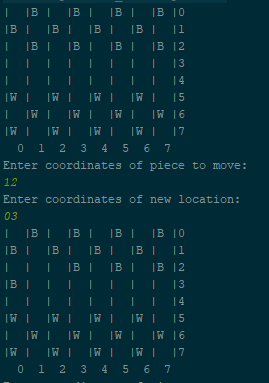 |  |B |  |B |  |B |  |B |0
|B |  |B |  |B |  |B |  |1
|  |B |  |B |  |B |  |B |2
|  |  |  |  |  |  |  |  |3
|  |  |  |  |  |  |  |  |4
|W |  |W |  |W |  |W |  |5
|  |W |  |W |  |W |  |W |6
|W |  |W |  |W |  |W |  |7
0 1 2 3 4 5 6 7
Enter coordinates of piece to move:
12
Enter coordinates of new location:
03
|  |B |  |B |  |B |  |B |0
|B |  |B |  |B |  |B |  |1
|  |  |  |B |  |B |  |B |2
|B |  |  |  |  |  |  |  |3
|  |  |  |  |  |  |  |  |4
|W |  |W |  |W |  |W |  |5
|  |W |  |W |  |W |  |W |6
|W |  |W |  |W |  |W |  |7
0 1 2 3 4 5 6 7